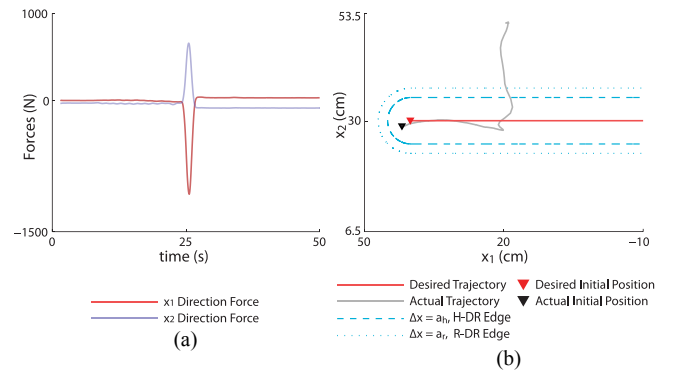 1000
0
−1500
Forces (N)
0
25
50
time (s)
x1 Direction Force
x2 Direction Force
(a)
53.5
30
6.5
x2 (cm)
50
20
−10
x1 (cm)
Desired Trajectory
Desired Initial Position
Actual Trajectory
Actual Initial Position
Δx = ah, H-DR Edge
Δx = ar, R-DR Edge
(b)